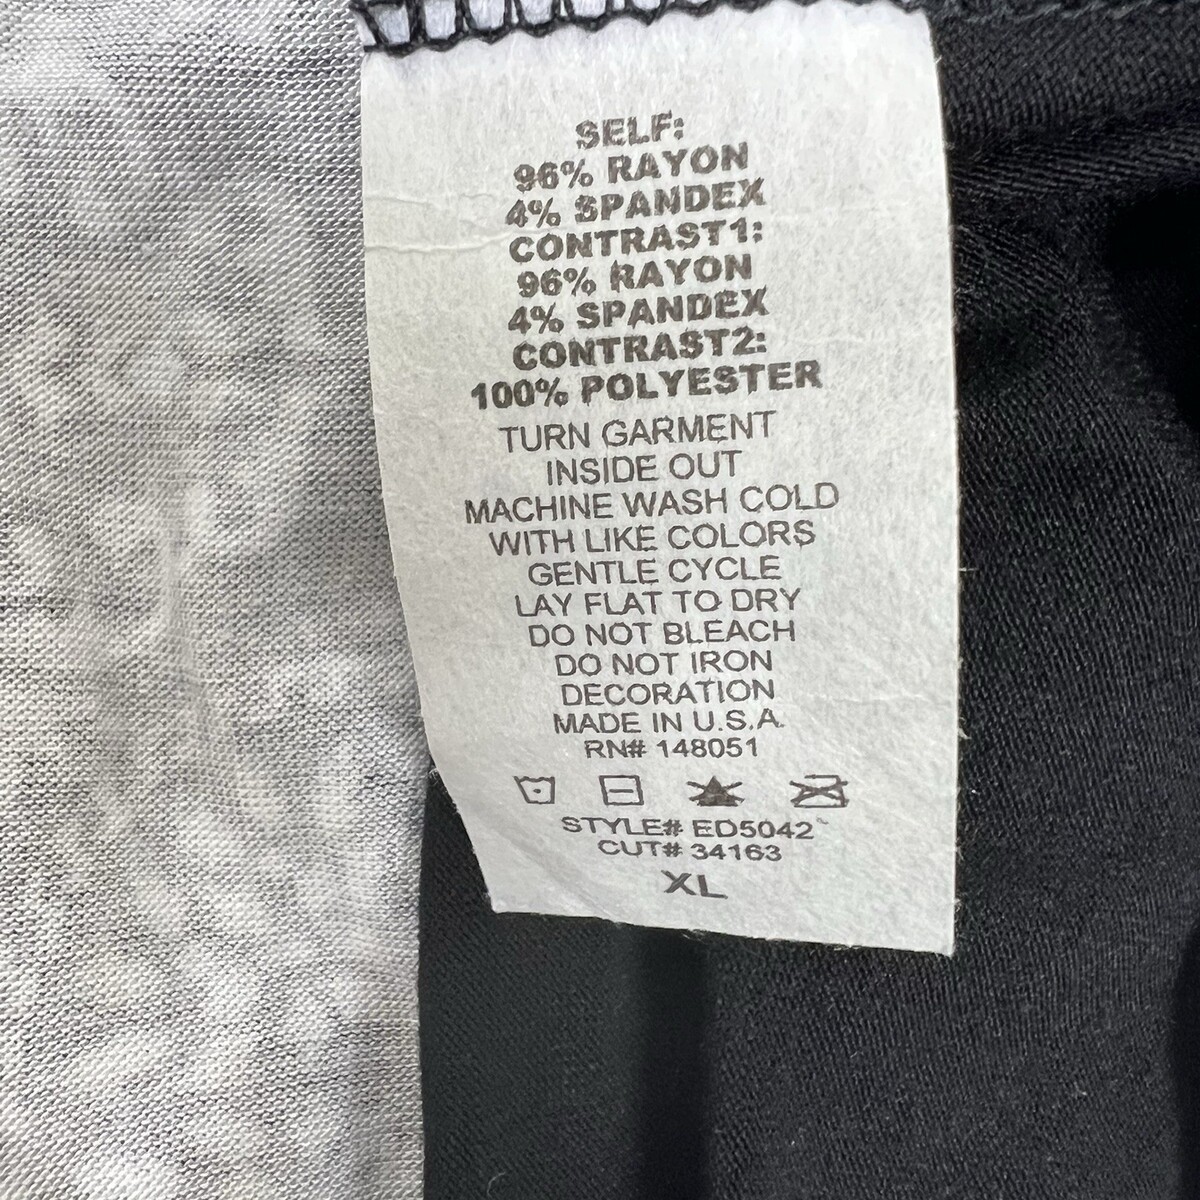 SELF:
96% RAYON
4% SPANDEX
CONTRAST1:
96% RAYON
4% SPANDEX
CONTRAST2:
100% POLYESTER
TURN GARMENT
INSIDE OUT
MACHINE WASH COLD
WITH LIKE COLORS
GENTLE CYCLE
LAY FLAT TO DRY
DO NOT BLEACH
DO NOT IRON
DECORATION
MADE IN U.S.A.
RN# 148051
STYLE# ED5042
CUT# 34163
XL